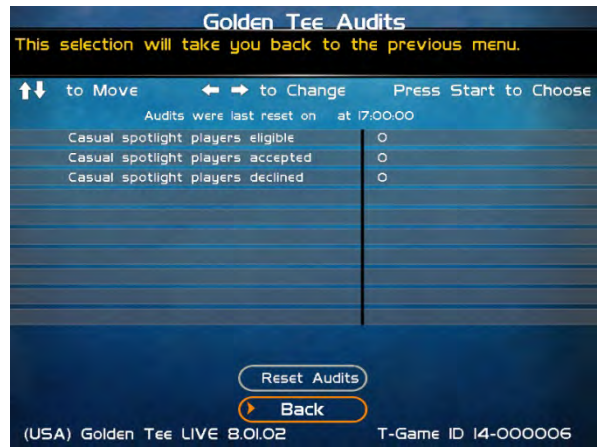 Golden Tee Audits
This selection will take you back to the previous menu.
to Move to Change Press Start to Choose
Audits were last reset on at 17:00:00
Casual spotlight players eligible 0
Casual spotlight players accepted 0
Casual spotlight players declined 0
Reset Audits
Back
(USA) Golden Tee LIVE 8.01.02 T-Game ID 14-000006